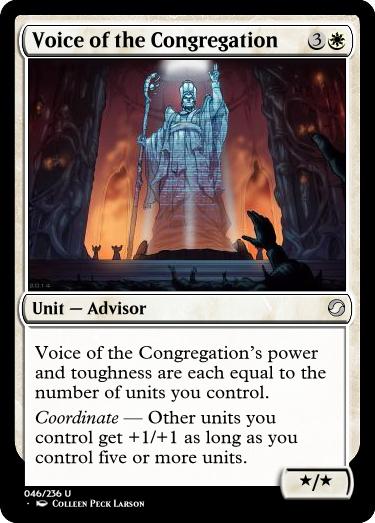 Voice of the Congregation 3
2014
Unit — Advisor
Voice of the Congregation's power
and toughness are each equal to the
number of units you control.
Coordinate — Other units you
control get +1/+1 as long as you
control five or more units.
★/★
046/236 U
· Colleen Peck Larson